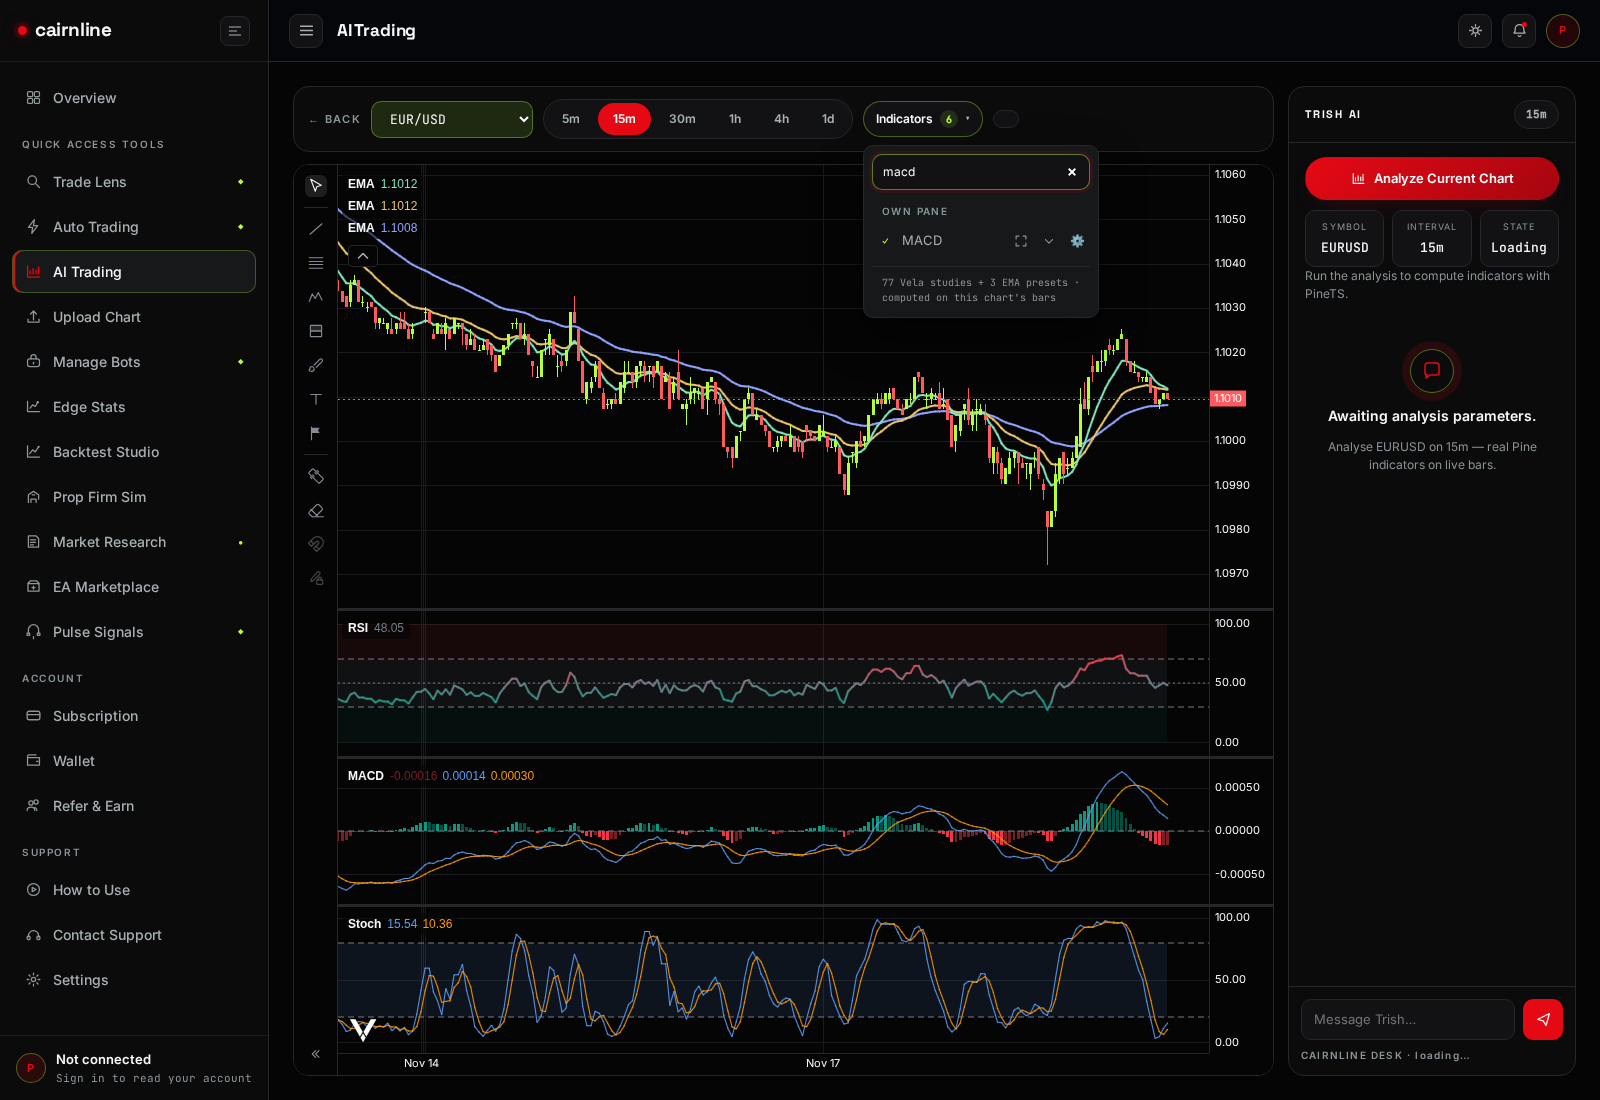 cairnline
Overview
QUICK ACCESS TOOLS
Trade Lens
Auto Trading
AI Trading
Upload Chart
Manage Bots
Edge Stats
Backtest Studio
Prop Firm Sim
Market Research
EA Marketplace
Pulse Signals
ACCOUNT
Subscription
Wallet
Refer & Earn
SUPPORT
How to Use
Contact Support
Settings
P
Not connected
Sign in to read your account
AI Trading
P
← BACK
EUR/USD
5m 15m 30m 1h 4h 1d
Indicators 6
macd
OWN PANE
✓ MACD
77 Vela studies + 3 EMA presets ·
computed on this chart's bars
EMA 1.1012
EMA 1.1012
EMA 1.1008
1.1060
1.1050
1.1040
1.1030
1.1020
1.1010
1.1000
1.0990
1.0980
1.0970
RSI 48.05
100.00
50.00
0.00
MACD -0.00016 0.00014 0.00030
0.00050
0.00000
-0.00050
Stoch 15.54 10.36
100.00
50.00
0.00
Nov 14
Nov 17
TRISH AI
15m
Analyze Current Chart
SYMBOL
EURUSD
INTERVAL
15m
STATE
Loading
Run the analysis to compute indicators with
PineTS.
Awaiting analysis parameters.
Analyse EURUSD on 15m — real Pine
indicators on live bars.
Message Trish...
CAIRNLINE DESK · loading…